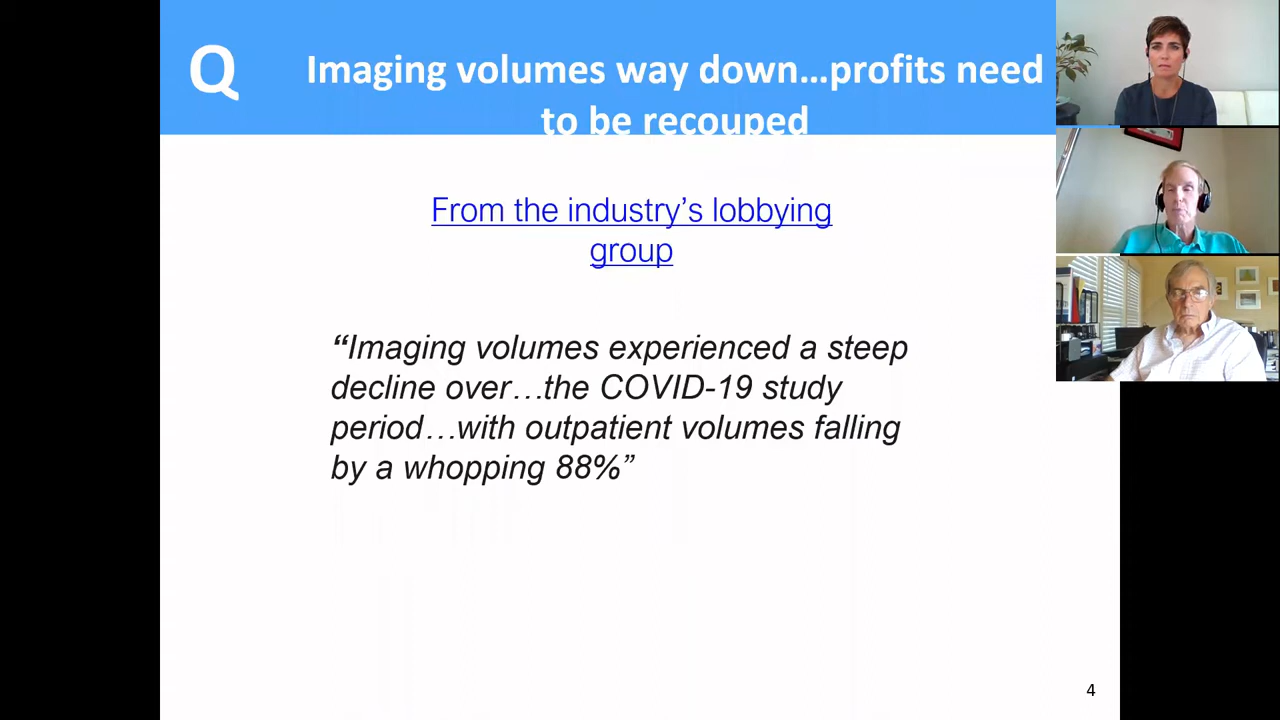 Q
Imaging volumes way down…profits need
to be recouped
From the industry’s lobbying
group
“Imaging volumes experienced a steep
decline over…the COVID-19 study
period…with outpatient volumes falling
by a whopping 88%”
4